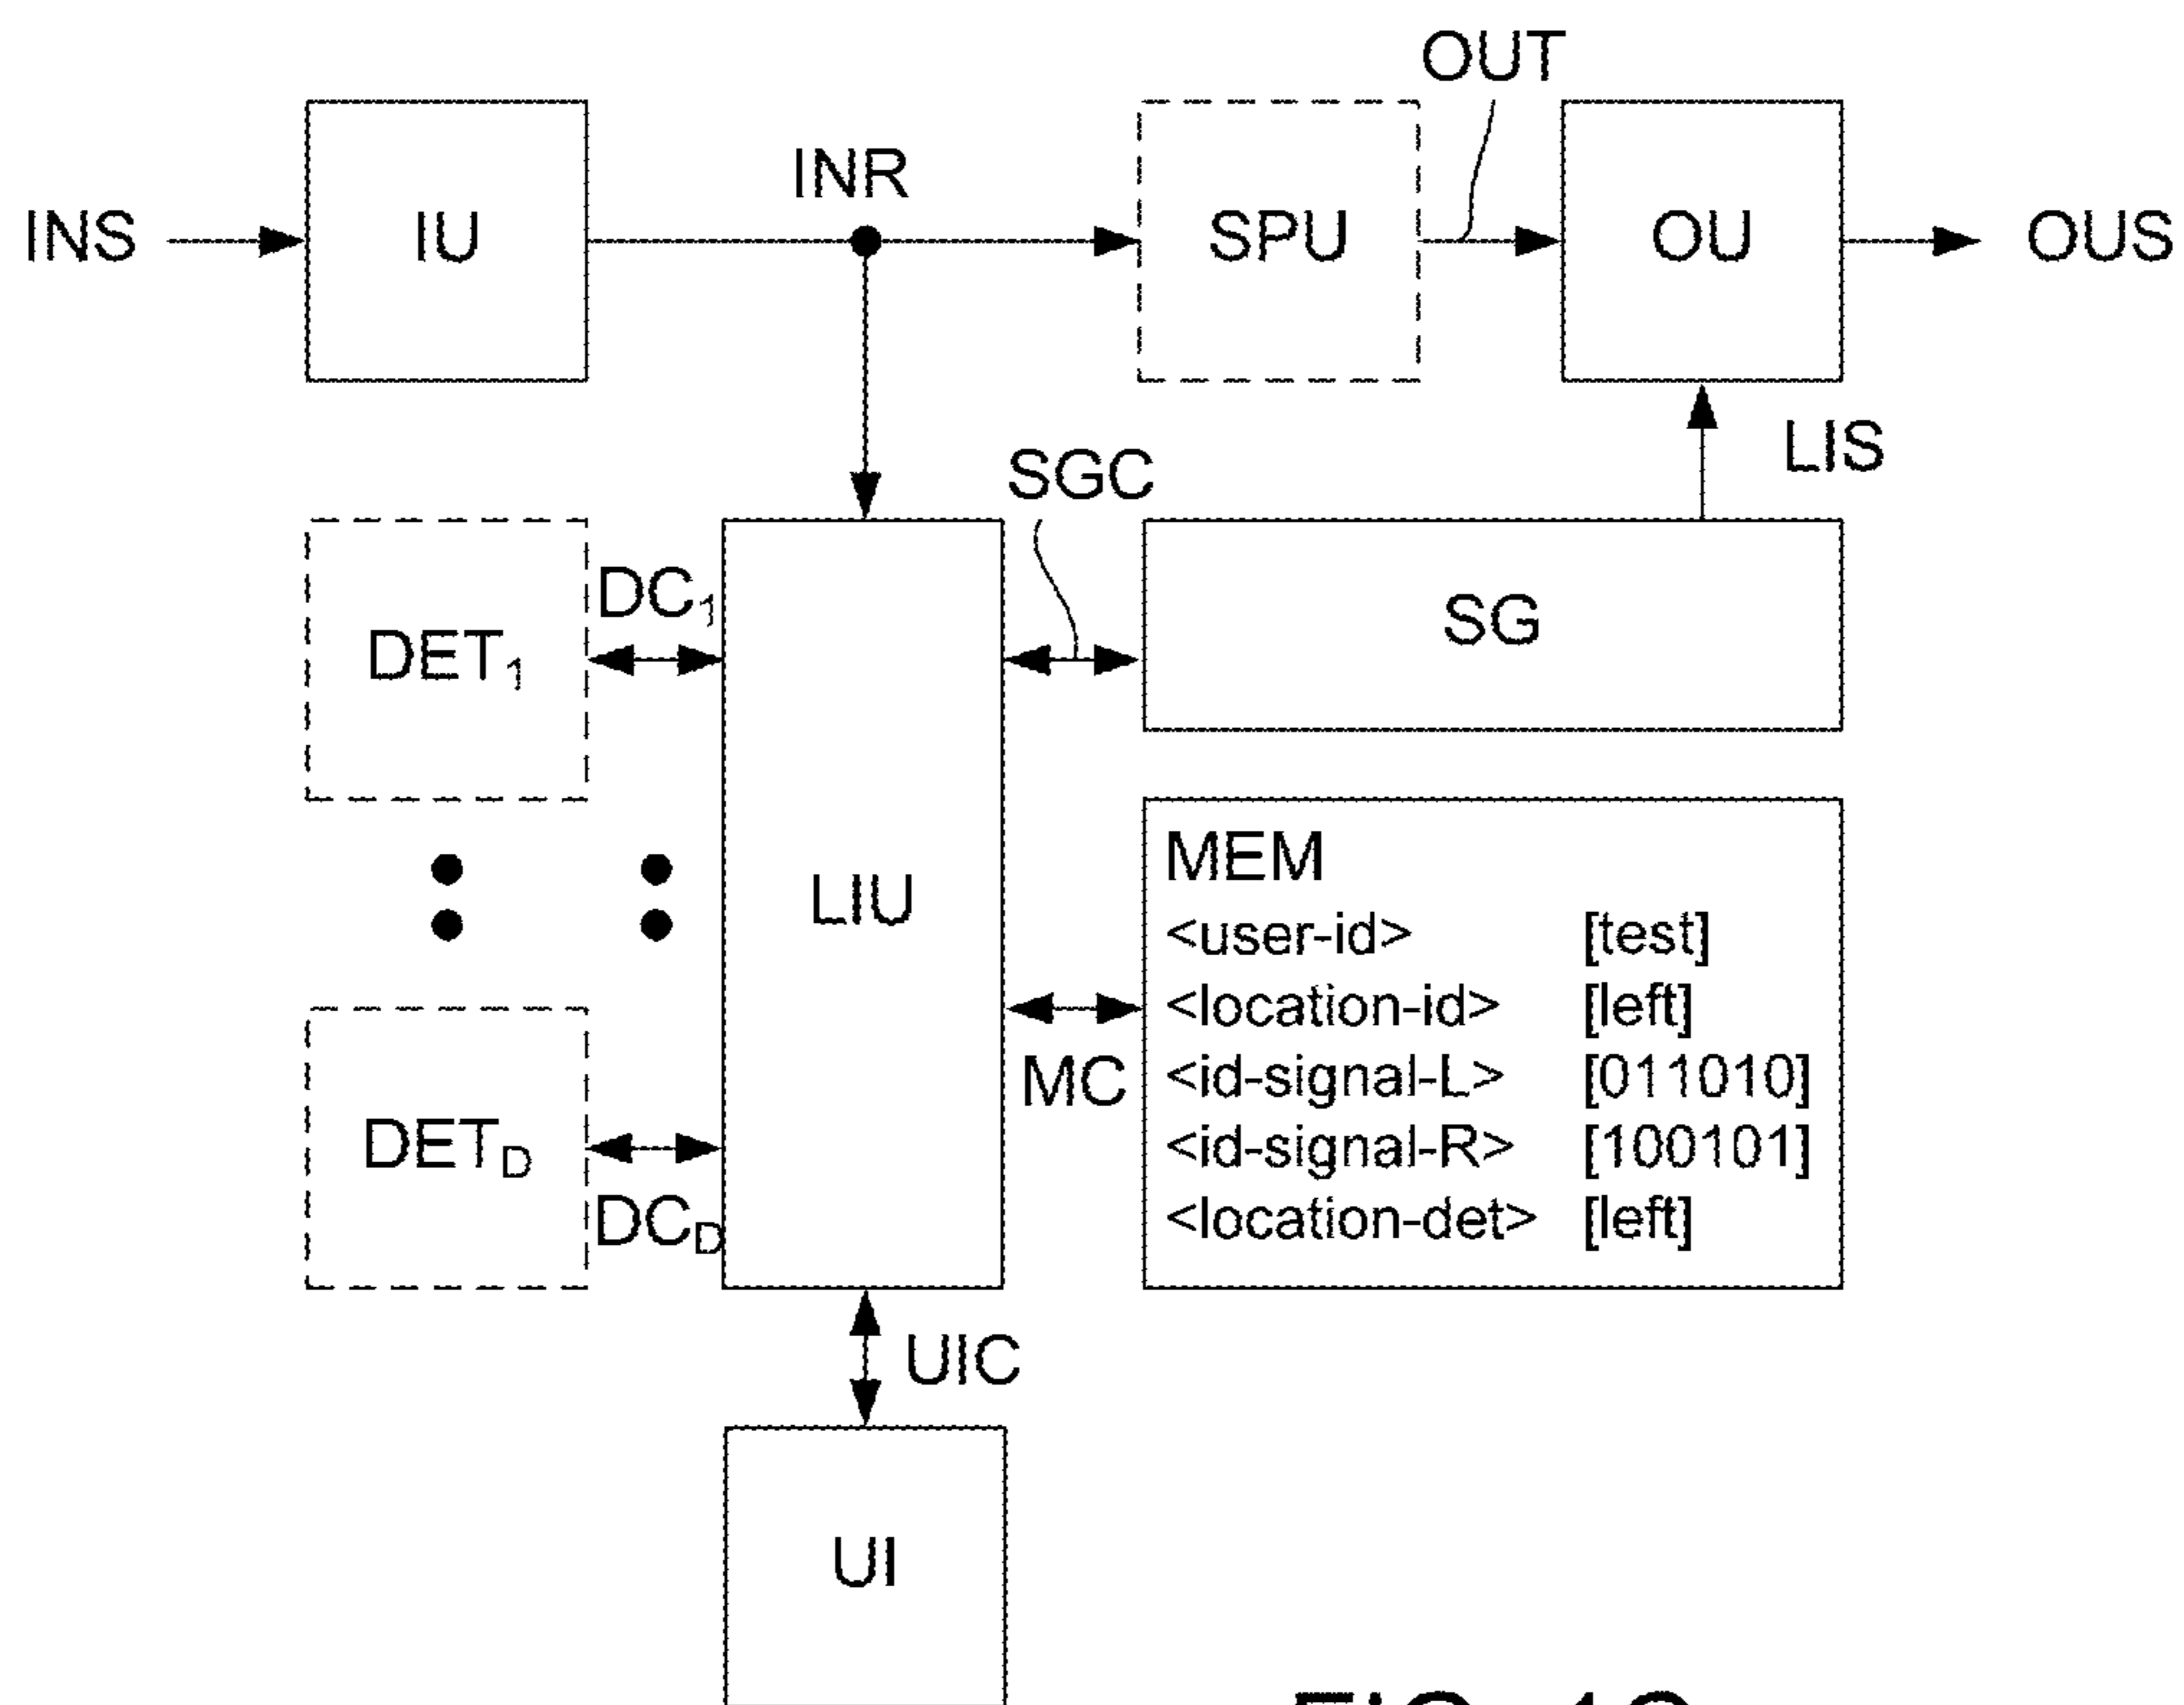 OUT
INS
IU
INR
SPU
OU
OUS
LIS
SGC
DC1
DET1
SG
LIU
MEM
<user-id> [test]
<location-id> [left]
<id-signal-L> [011010]
<id-signal-R> [100101]
<location-det> [left]
MC
DETD
DCD
UIC
UI